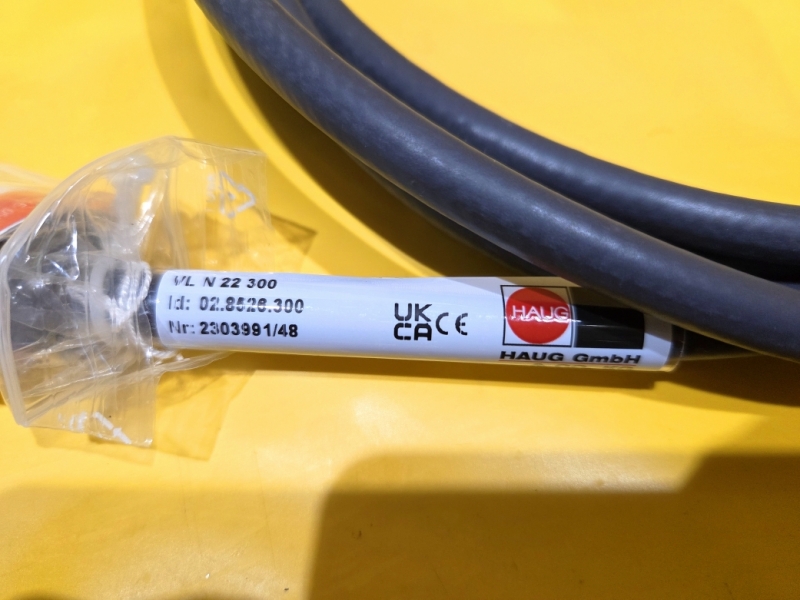 VL N 22 300
Id: 02.8526.300
Nr: 2303991/48
UK
CA CE
HAUG
HAUG GmbH